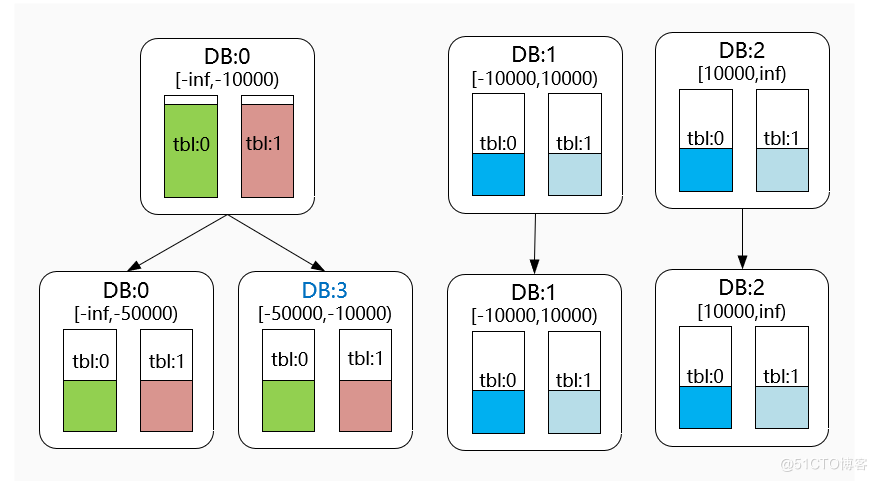 DB:0
[-inf,-10000)
tbl:0
tbl:1
DB:1
[-10000,10000)
tbl:0
tbl:1
DB:2
[10000,inf)
tbl:0
tbl:1
DB:0
[-inf,-50000)
tbl:0
tbl:1
DB:3
[-50000,-10000)
tbl:0
tbl:1
DB:1
[-10000,10000)
tbl:0
tbl:1
DB:2
[10000,inf)
tbl:0
tbl:1
@51CTO博客